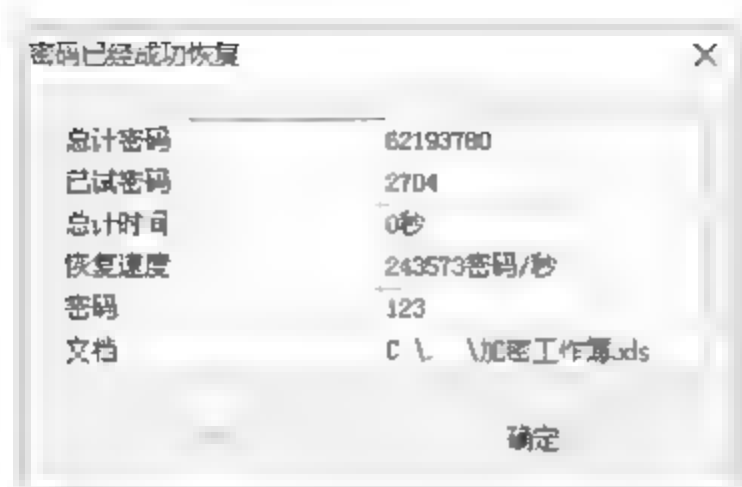 密码已经成功恢复
总计密码 62193780
已试密码 2704
总计时间 0秒
恢复速度 243573密码/秒
密码 123
文档 C \. \加密工作簿.xls
确定